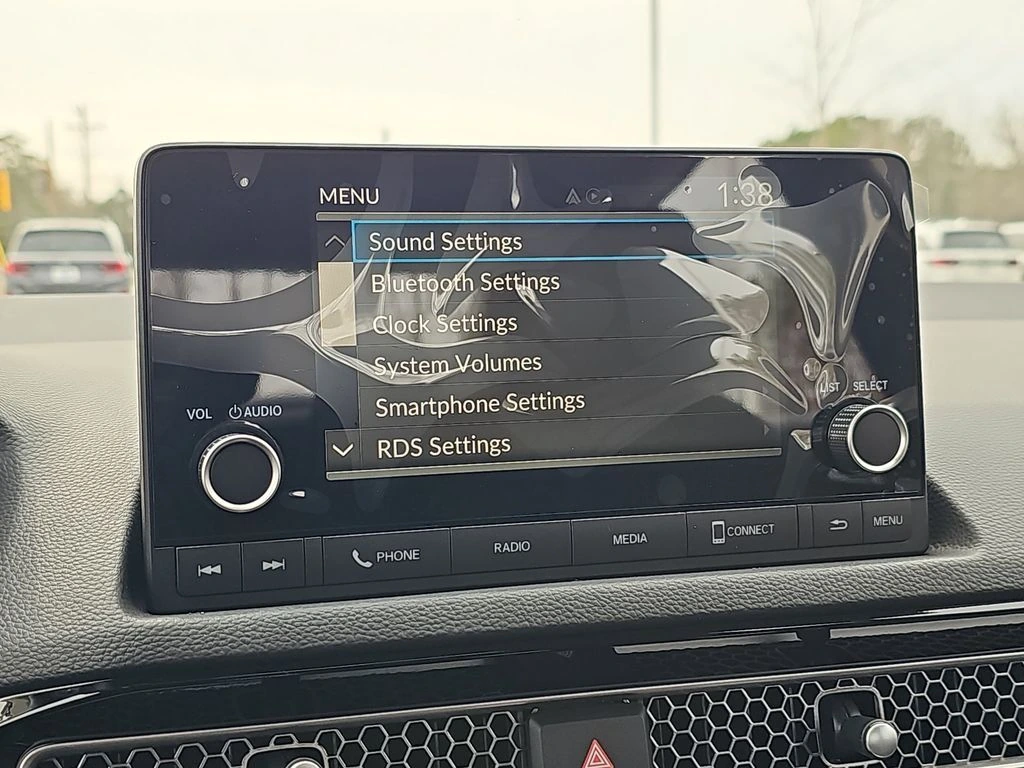 MENU
1:38
Sound Settings
Bluetooth Settings
Clock Settings
System Volumes
Smartphone Settings
RDS Settings
VOL AUDIO
LIST SELECT
PHONE RADIO MEDIA CONNECT MENU